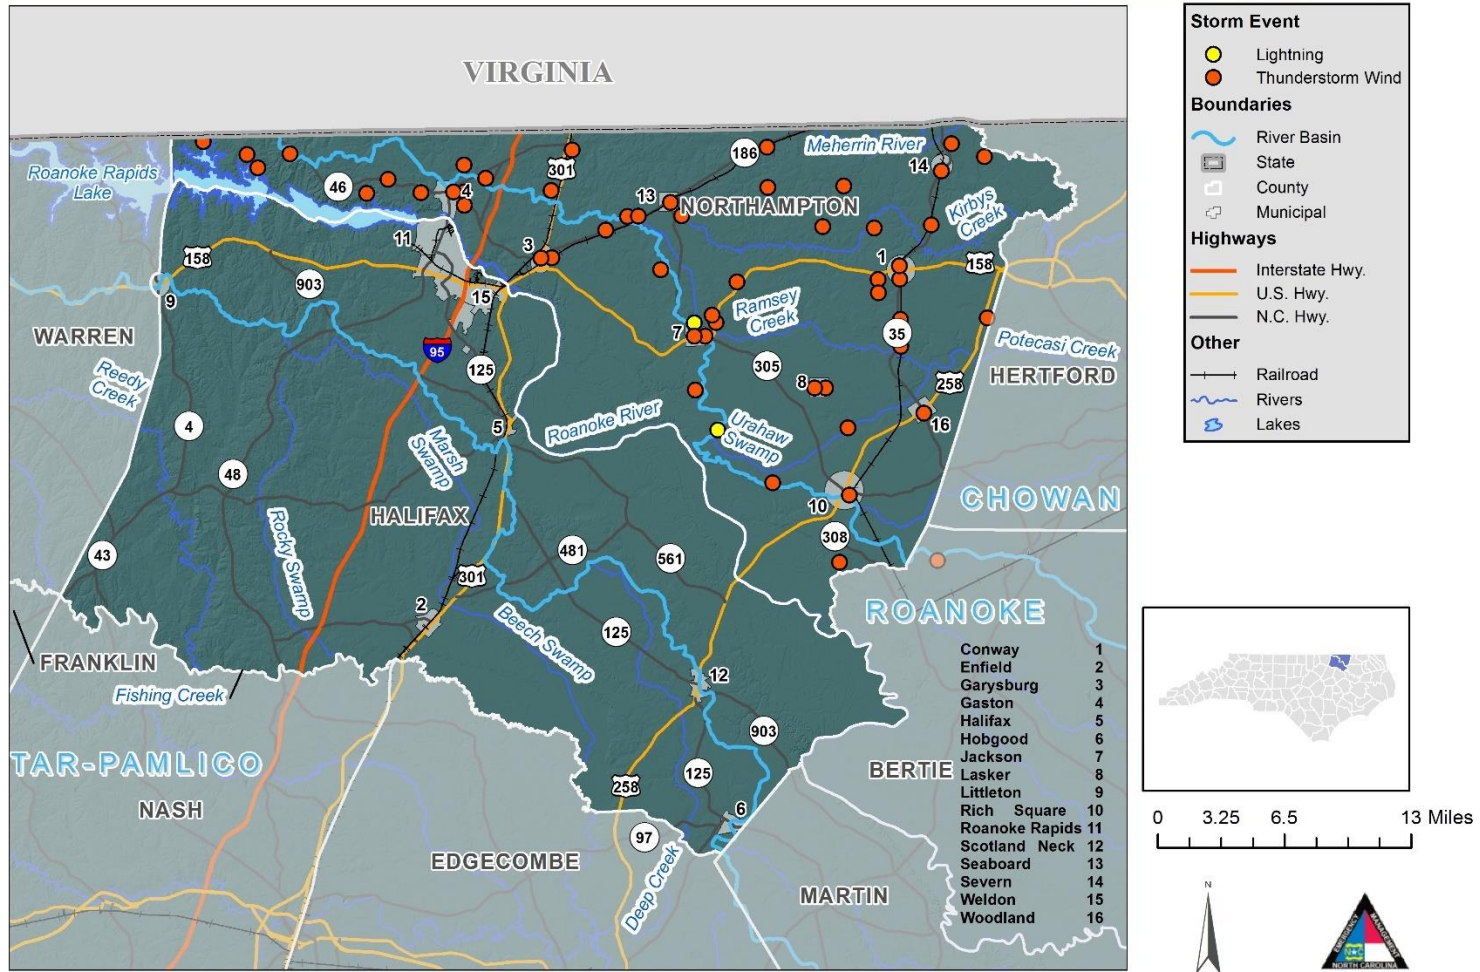 VIRGINIA
Roanoke Rapids
Lake
46
4
301
13
186
Meherrin River
14
NORTHAMPTON
Kirbys
Creek
158
903
9
11
3
15
1
158
WARREN
95
125
7
Ramsey
Creek
35
Potecasi Creek
305
8
HERTFORD
258
Reedy
Creek
4
48
43
5
Marsh
Swamp
Roanoke River
Urahaw
Swamp
16
10
CHOWAN
HALIFAX
Rocky Swamp
301
481
561
308
2
Beech Swamp
125
ROANOKE
FRANKLIN
Fishing Creek
12
903
TAR-PAMLICO
NASH
258
125
6
97
BERTIE
EDGECOMBE
Deep Creek
MARTIN
Conway 1
Enfield 2
Garysburg 3
Gaston 4
Halifax 5
Hobgood 6
Jackson 7
Lasker 8
Littleton 9
Rich Square 10
Roanoke Rapids 11
Scotland Neck 12
Seaboard 13
Severn 14
Weldon 15
Woodland 16
Storm Event
Lightning
Thunderstorm Wind
Boundaries
River Basin
State
County
Municipal
Highways
Interstate Hwy.
U.S. Hwy.
N.C. Hwy.
Other
Railroad
Rivers
Lakes
0 3.25 6.5 13 Miles
N
EMERGENCY
MANAGEMENT
NORTH CAROLINA